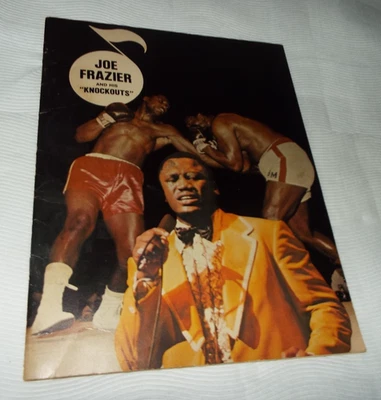 JOE
FRAZIER
AND HIS
"KNOCKOUTS"